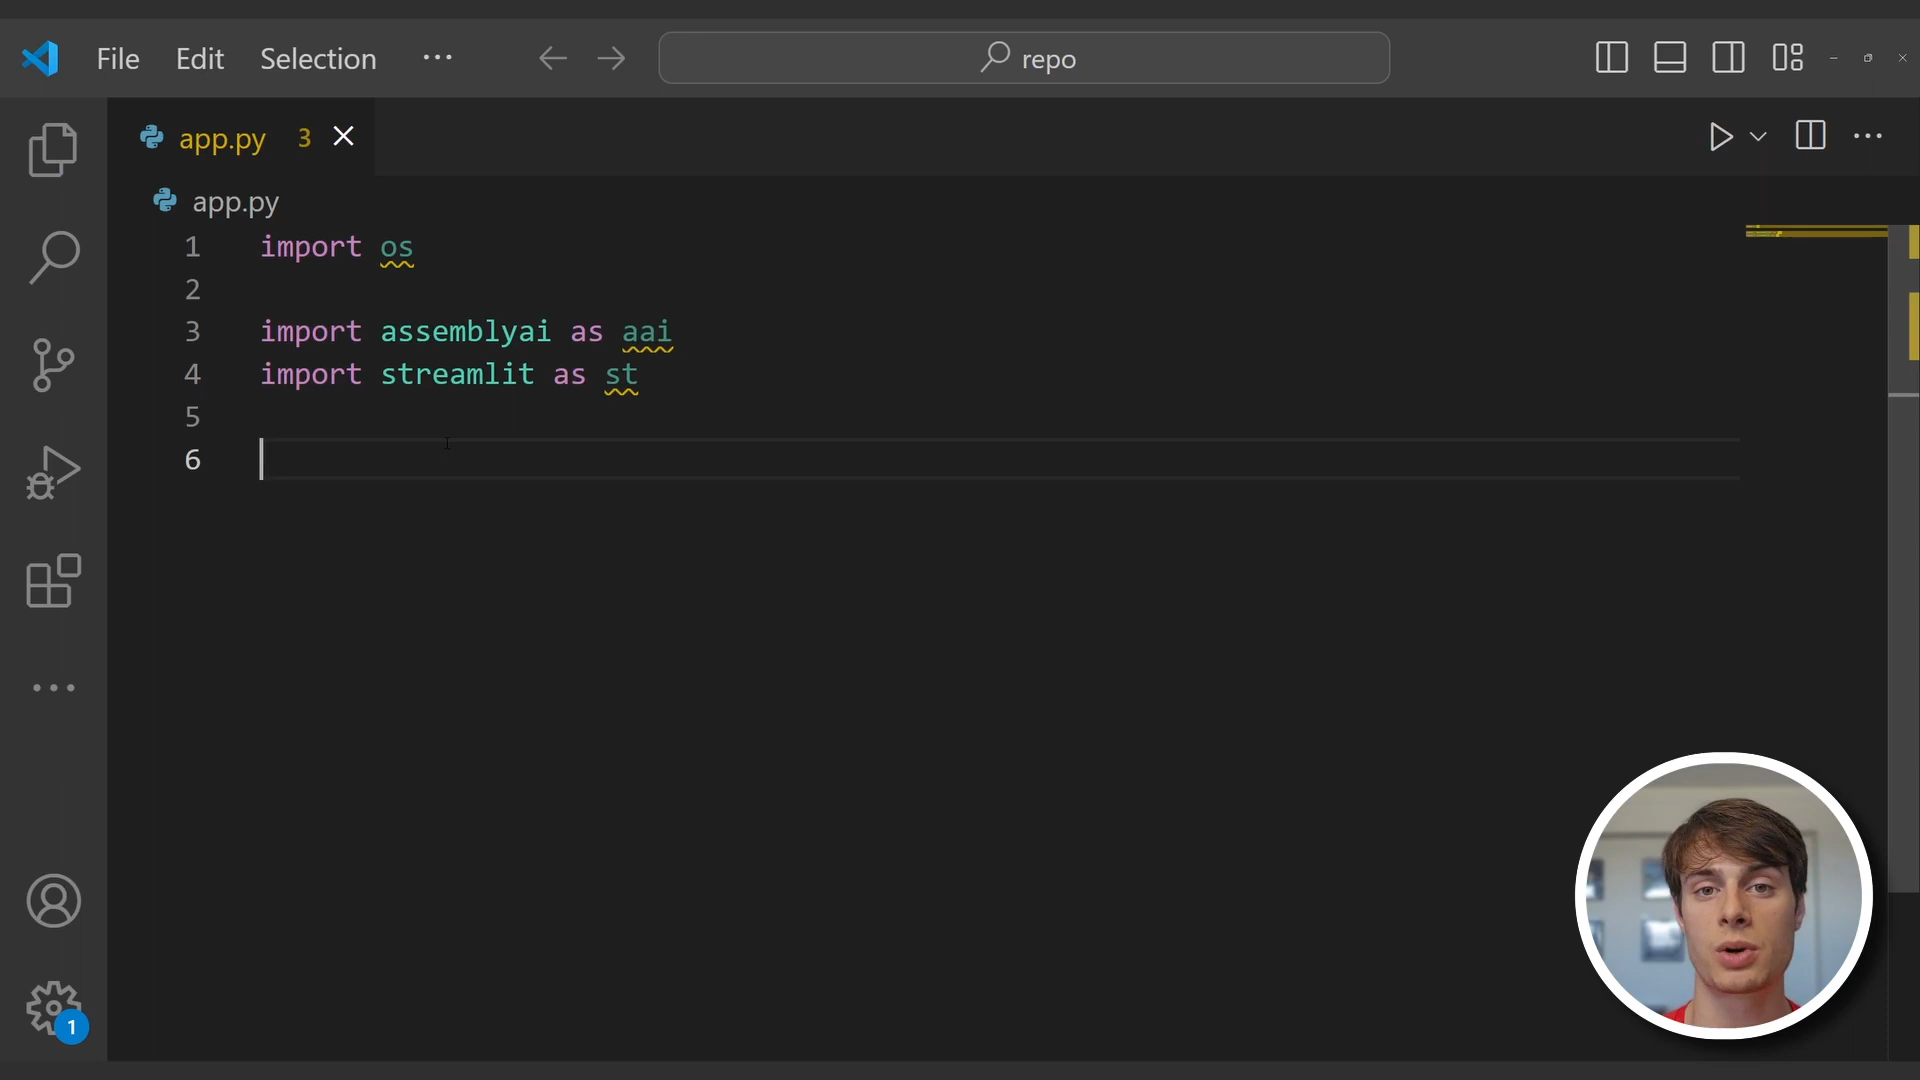 File Edit Selection ··· repo
app.py 3
app.py
1 import os
2
3 import assemblyai as aai
4 import streamlit as st
5
6
1